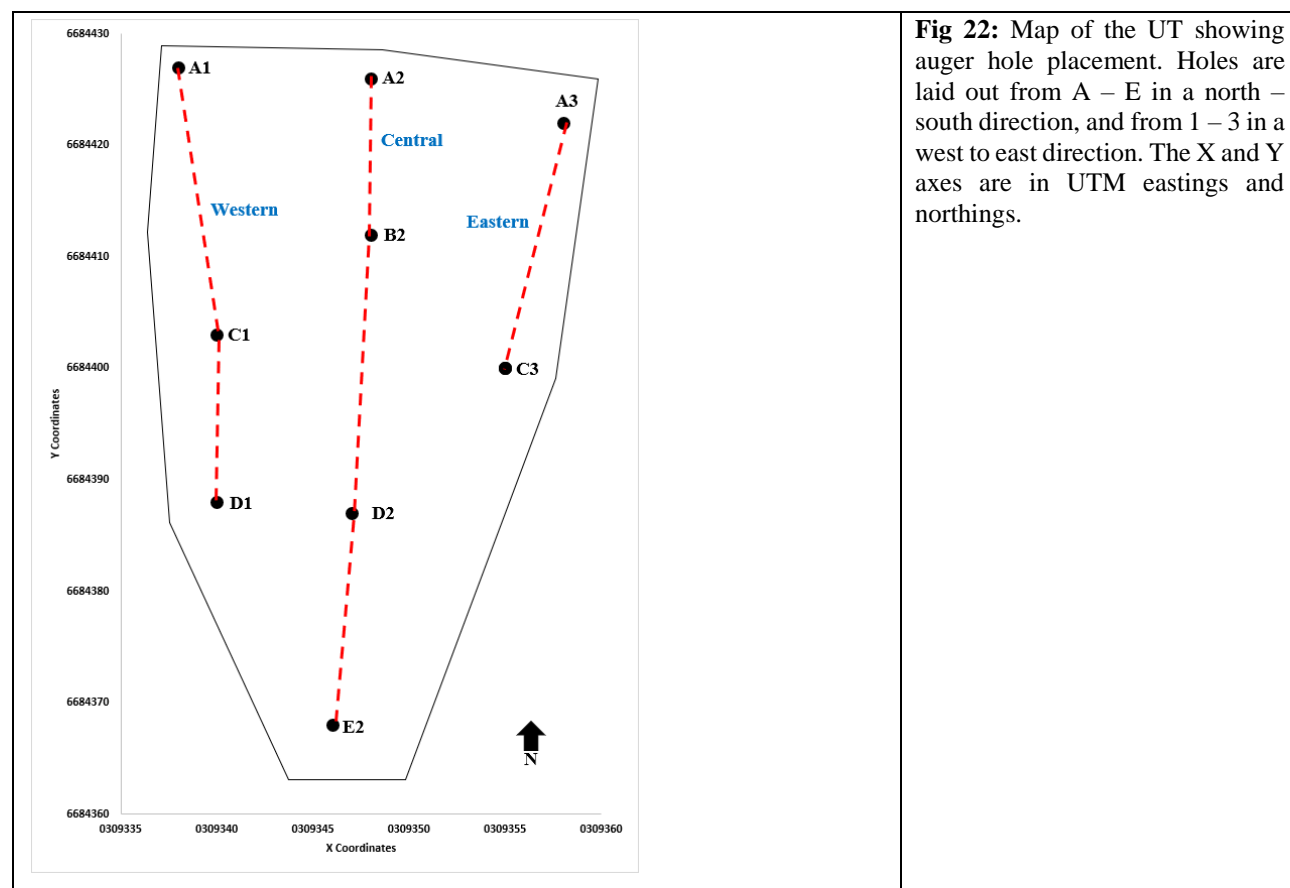 6684430
6684420
6684410
6684400
6684390
6684380
6684370
6684360
Y Coordinates
0309335 0309340 0309345 0309350 0309355 0309360
X Coordinates
A1
A2
A3
Central
Western
Eastern
B2
C1
C3
D1
D2
E2
N
Fig 22: Map of the UT showing
auger hole placement. Holes are
laid out from A – E in a north –
south direction, and from 1 – 3 in a
west to east direction. The X and Y
axes are in UTM eastings and
northings.